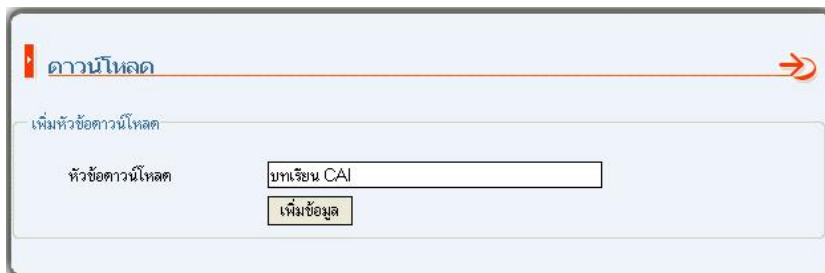 ดาวน์โหลด
เพิ่มหัวข้อดาวน์โหลด
หัวข้อดาวน์โหลด บทเรียน CAI
เพิ่มข้อมูล